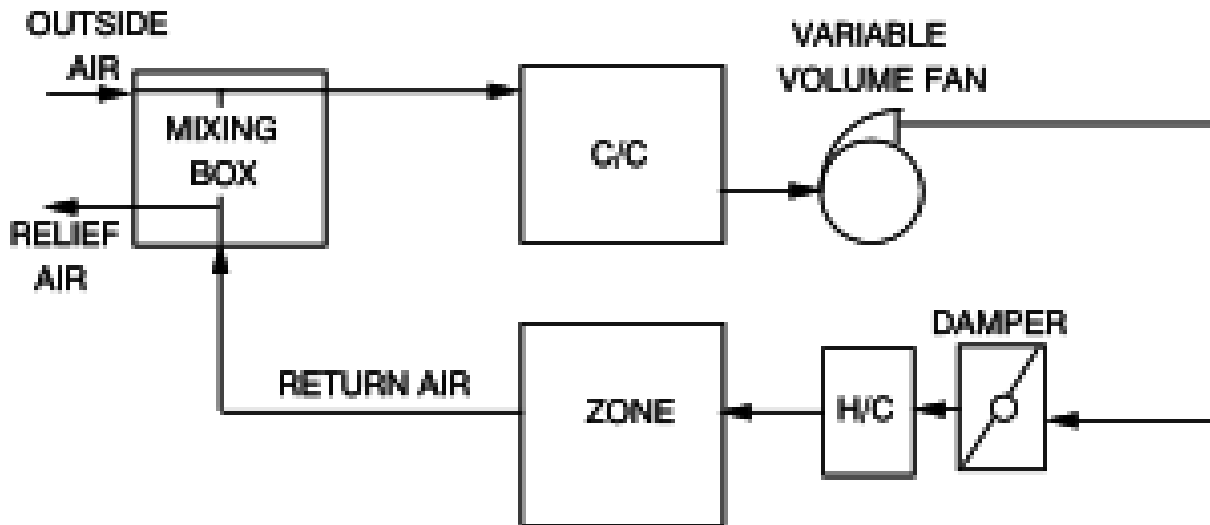 OUTSIDE
AIR
MIXING
BOX
RELIEF
AIR
C/C
VARIABLE
VOLUME FAN
DAMPER
RETURN AIR
ZONE
H/C